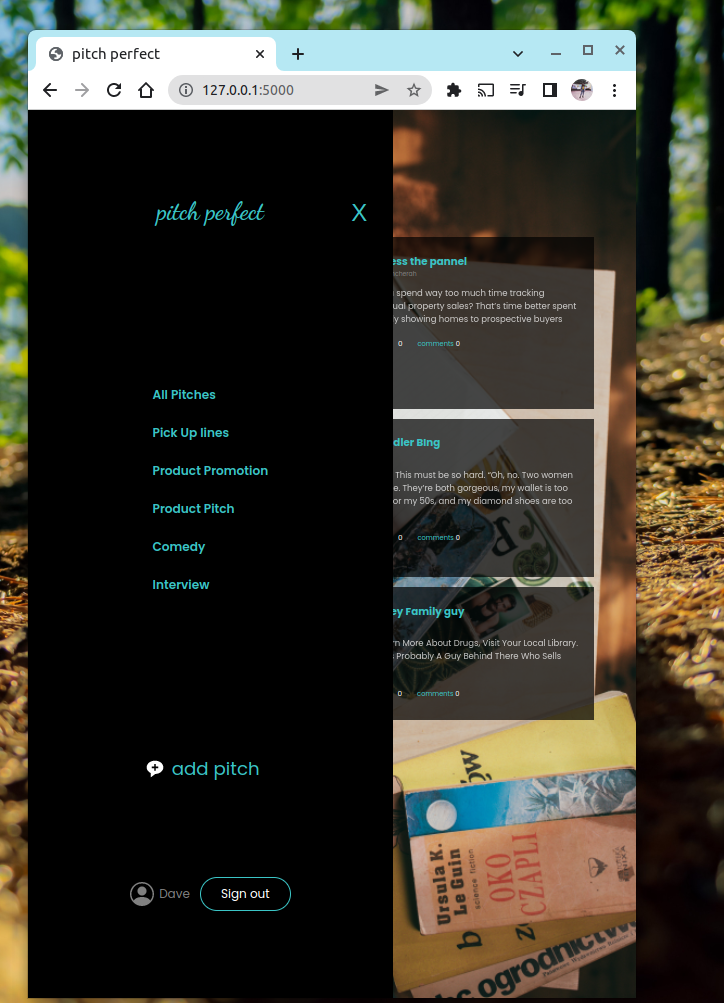 pitch perfect
127.0.0.1:5000
pitch perfect
X
All Pitches
Pick Up lines
Product Promotion
Product Pitch
Comedy
Interview
add pitch
Dave
Sign out
ess the pannel
spend way too much time tracking
ual property sales? That's time better spent
y showing homes to prospective buyers
0 comments 0
dler BIng
This must be so hard. "Oh, no. Two women
e. They're both gorgeous, my wallet is too
or my 50s, and my diamond shoes are too
0 comments 0
ey Family guy
n More About Drugs, Visit Your Local Library.
s Probably A Guy Behind There Who Sells
0 comments 0
Ursula K.
Le Guin
science fiction
OKO
CZAPLI
ogrodnictw